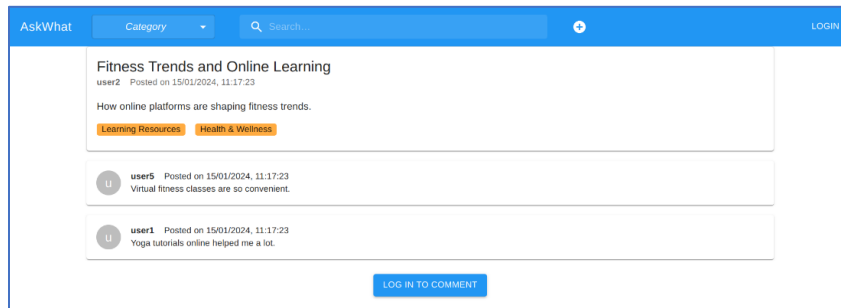 AskWhat Category Search... LOGIN
Fitness Trends and Online Learning
user2 Posted on 15/01/2024, 11:17:23
How online platforms are shaping fitness trends.
Learning Resources Health & Wellness
u
user5 Posted on 15/01/2024, 11:17:23
Virtual fitness classes are so convenient.
u
user1 Posted on 15/01/2024, 11:17:23
Yoga tutorials online helped me a lot.
LOG IN TO COMMENT